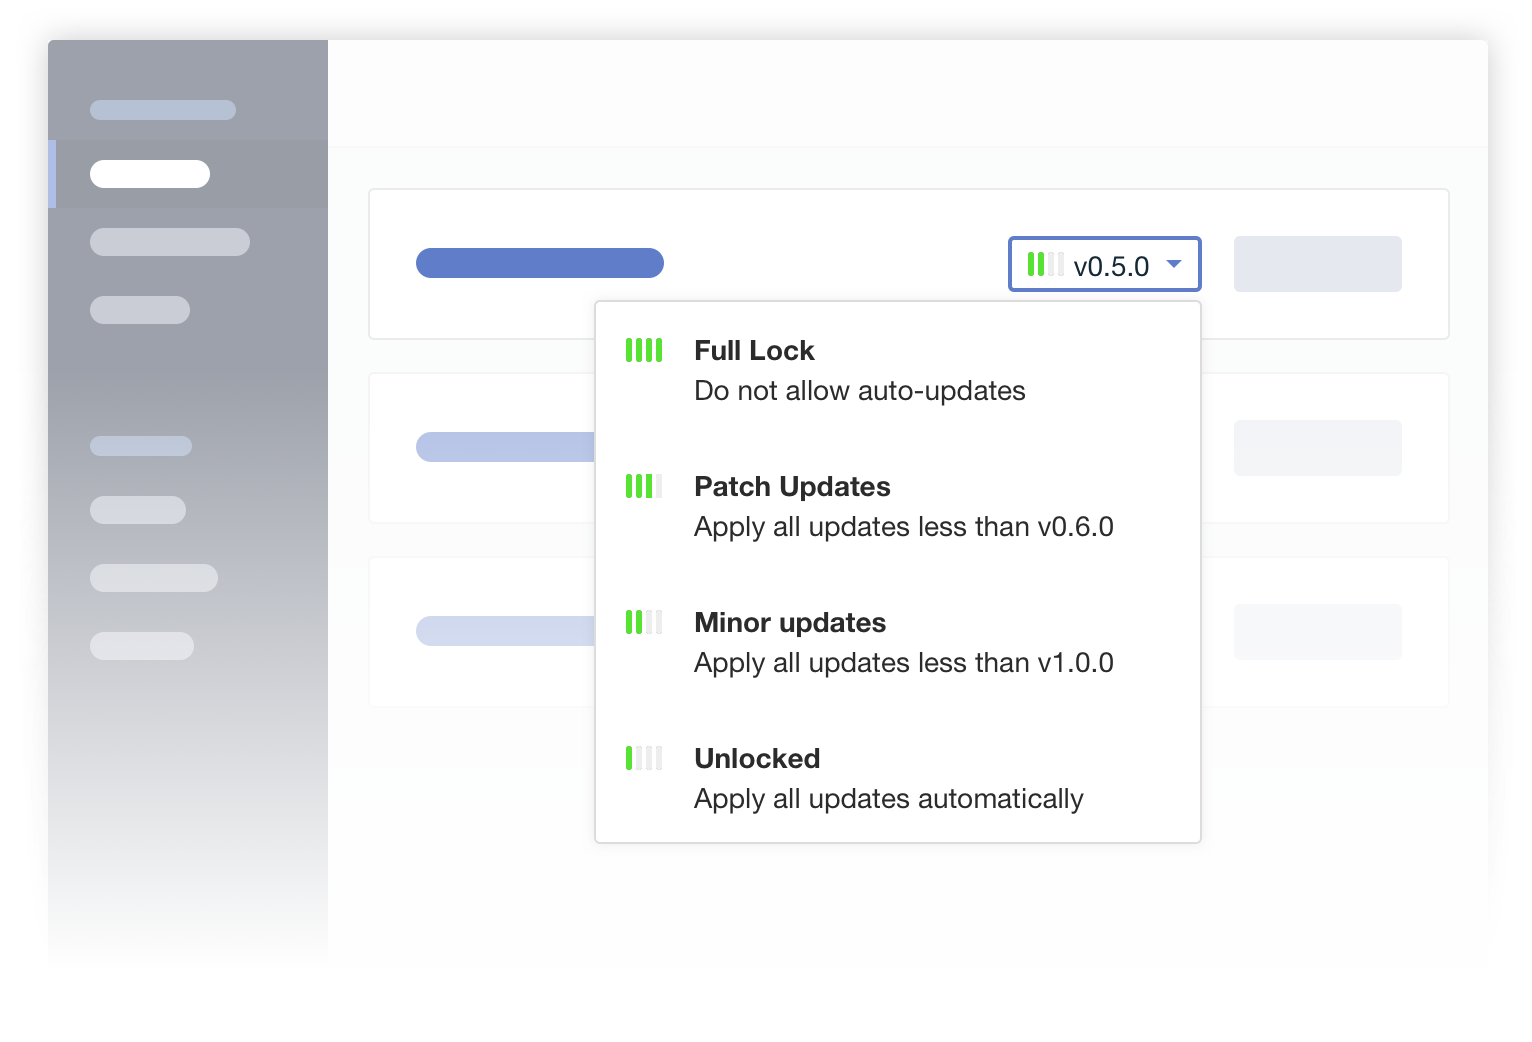 v0.5.0
Full Lock
Do not allow auto-updates
Patch Updates
Apply all updates less than v0.6.0
Minor updates
Apply all updates less than v1.0.0
Unlocked
Apply all updates automatically